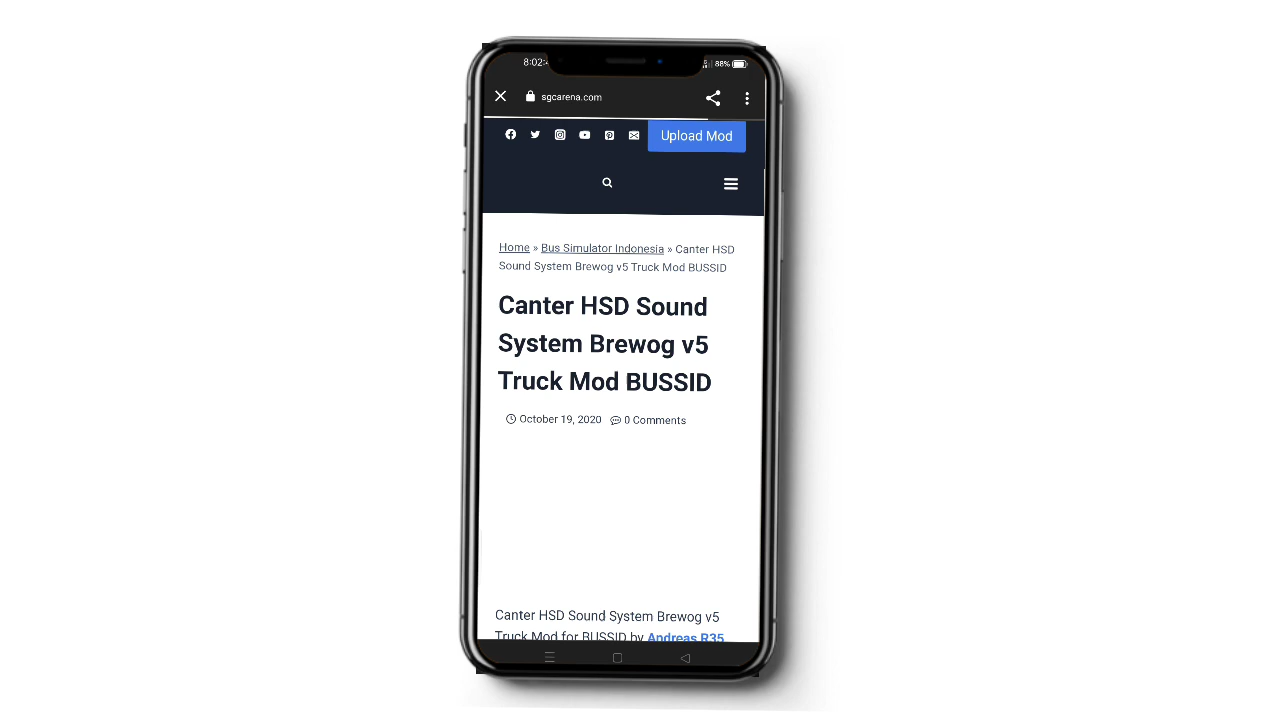 8:02
88%
sgcarena.com
Upload Mod
Home » Bus Simulator Indonesia » Canter HSD
Sound System Brewog v5 Truck Mod BUSSID
Canter HSD Sound
System Brewog v5
Truck Mod BUSSID
October 19, 2020 0 Comments
Canter HSD Sound System Brewog v5
Truck Mod for BUSSID by Andreas R35